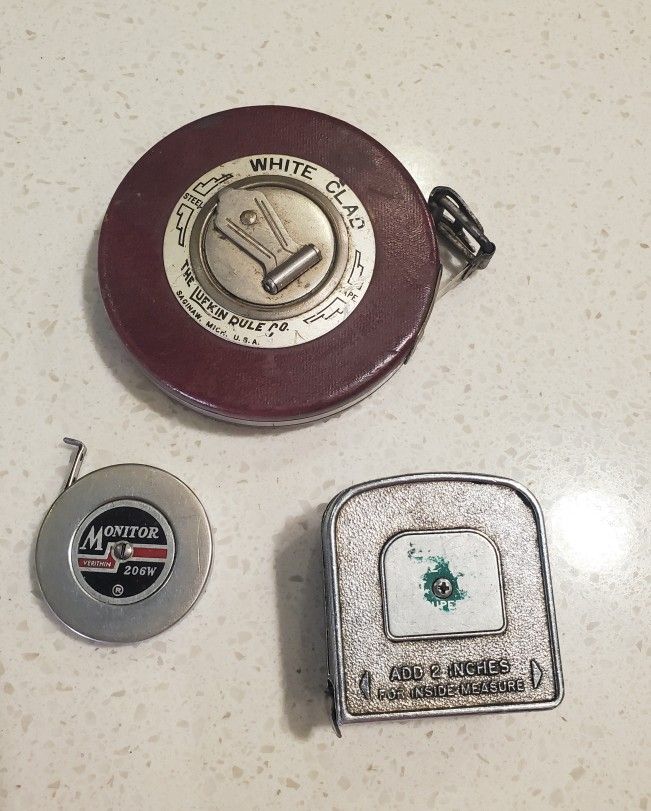 WHITE CLAD
STEEL
TAPE
THE LUFKIN RULE CO.
SAGINAW, MICH. U.S.A.
MONITOR
VERITHIN
206W
®
ADD 2 INCHES
FOR INSIDE MEASURE